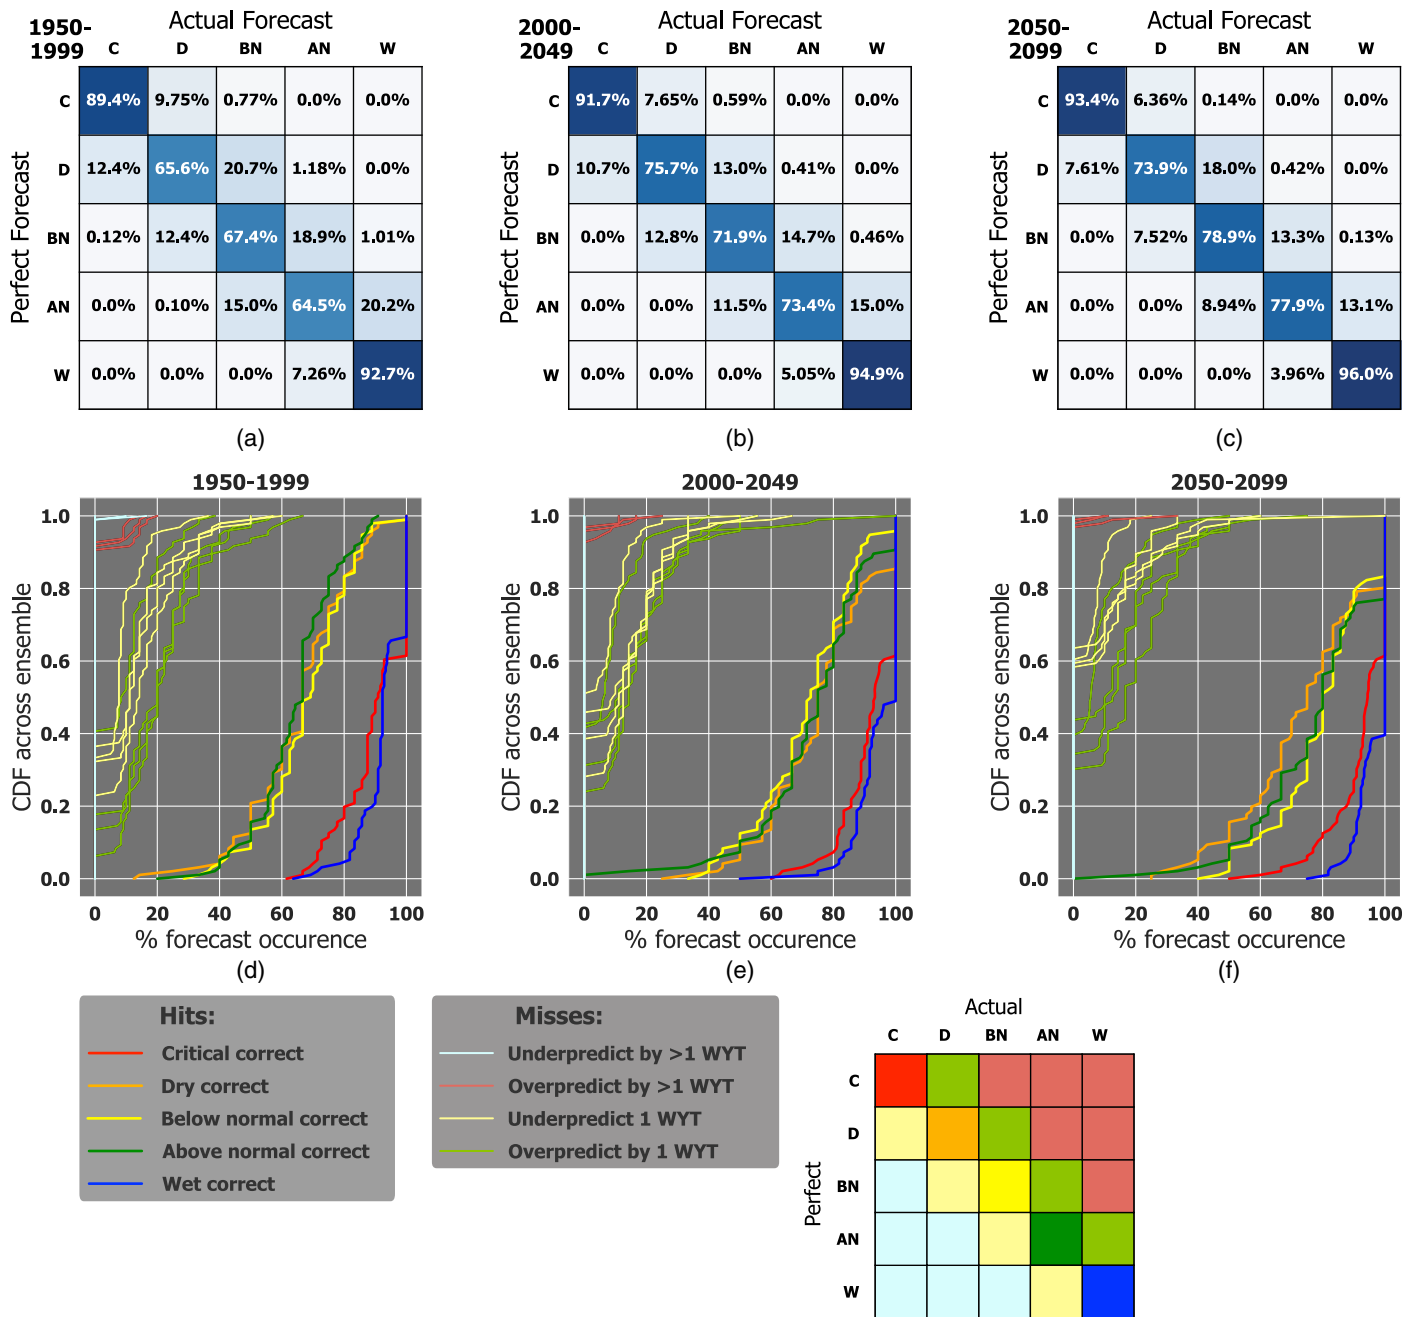 1950-
1999
Actual Forecast
C D BN AN W
Perfect Forecast
C 89.4% 9.75% 0.77% 0.0% 0.0%
D 12.4% 65.6% 20.7% 1.18% 0.0%
BN 0.12% 12.4% 67.4% 18.9% 1.01%
AN 0.0% 0.10% 15.0% 64.5% 20.2%
W 0.0% 0.0% 0.0% 7.26% 92.7%
(a)
2000-
2049
Actual Forecast
C D BN AN W
Perfect Forecast
C 91.7% 7.65% 0.59% 0.0% 0.0%
D 10.7% 75.7% 13.0% 0.41% 0.0%
BN 0.0% 12.8% 71.9% 14.7% 0.46%
AN 0.0% 0.0% 11.5% 73.4% 15.0%
W 0.0% 0.0% 0.0% 5.05% 94.9%
(b)
2050-
2099
Actual Forecast
C D BN AN W
Perfect Forecast
C 93.4% 6.36% 0.14% 0.0% 0.0%
D 7.61% 73.9% 18.0% 0.42% 0.0%
BN 0.0% 7.52% 78.9% 13.3% 0.13%
AN 0.0% 0.0% 8.94% 77.9% 13.1%
W 0.0% 0.0% 0.0% 3.96% 96.0%
(c)
1950-1999
CDF across ensemble
1.0
0.8
0.6
0.4
0.2
0.0
0 20 40 60 80 100
% forecast occurence
(d)
2000-2049
CDF across ensemble
1.0
0.8
0.6
0.4
0.2
0.0
0 20 40 60 80 100
% forecast occurence
(e)
2050-2099
CDF across ensemble
1.0
0.8
0.6
0.4
0.2
0.0
0 20 40 60 80 100
% forecast occurence
(f)
Hits:
Critical correct
Dry correct
Below normal correct
Above normal correct
Wet correct
Misses:
Underpredict by >1 WYT
Overpredict by >1 WYT
Underpredict 1 WYT
Overpredict by 1 WYT
Actual
C D BN AN W
Perfect
C
D
BN
AN
W